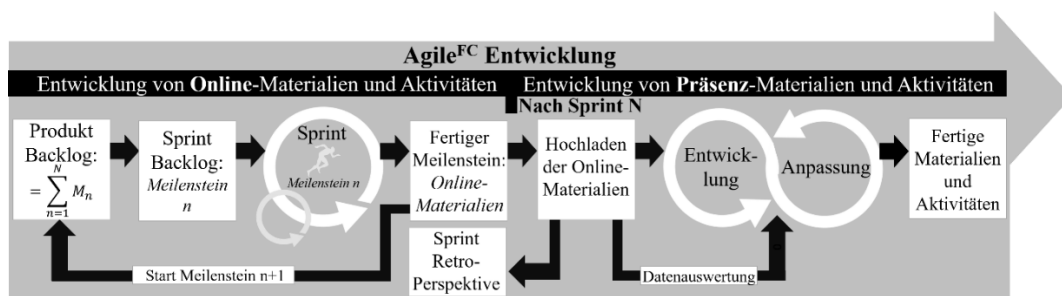 Agile^FC Entwicklung
Entwicklung von Online-Materialien und Aktivitäten
Entwicklung von Präsenz-Materialien und Aktivitäten
Nach Sprint N
Produkt
Backlog:
= ∑_{n=1}^{N} M_n
Sprint
Backlog:
Meilenstein
n
Sprint
Meilenstein n
Fertiger
Meilenstein:
Online-
Materialien
Hochladen
der Online-
Materialien
Entwick-
lung
Anpassung
Fertige
Materialien
und
Aktivitäten
Start Meilenstein n+1
Sprint
Retro-
Perspektive
Datenauswertung